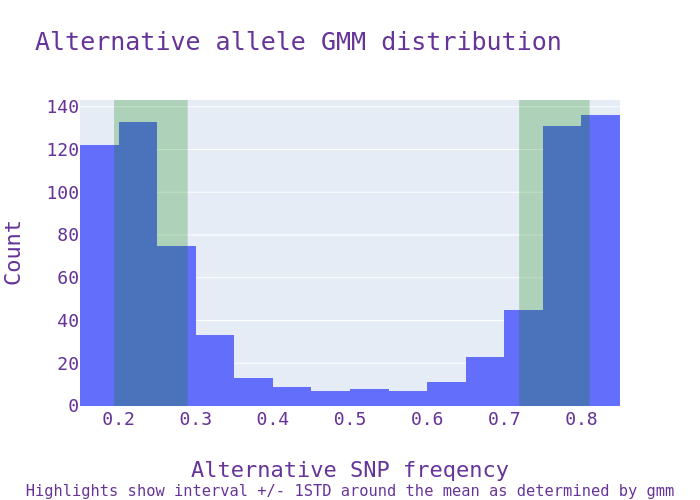 Alternative allele GMM distribution
140
120
100
80
60
40
20
0
Count
0.2 0.3 0.4 0.5 0.6 0.7 0.8
Alternative SNP freqency
Highlights show interval +/- 1STD around the mean as determined by gmm